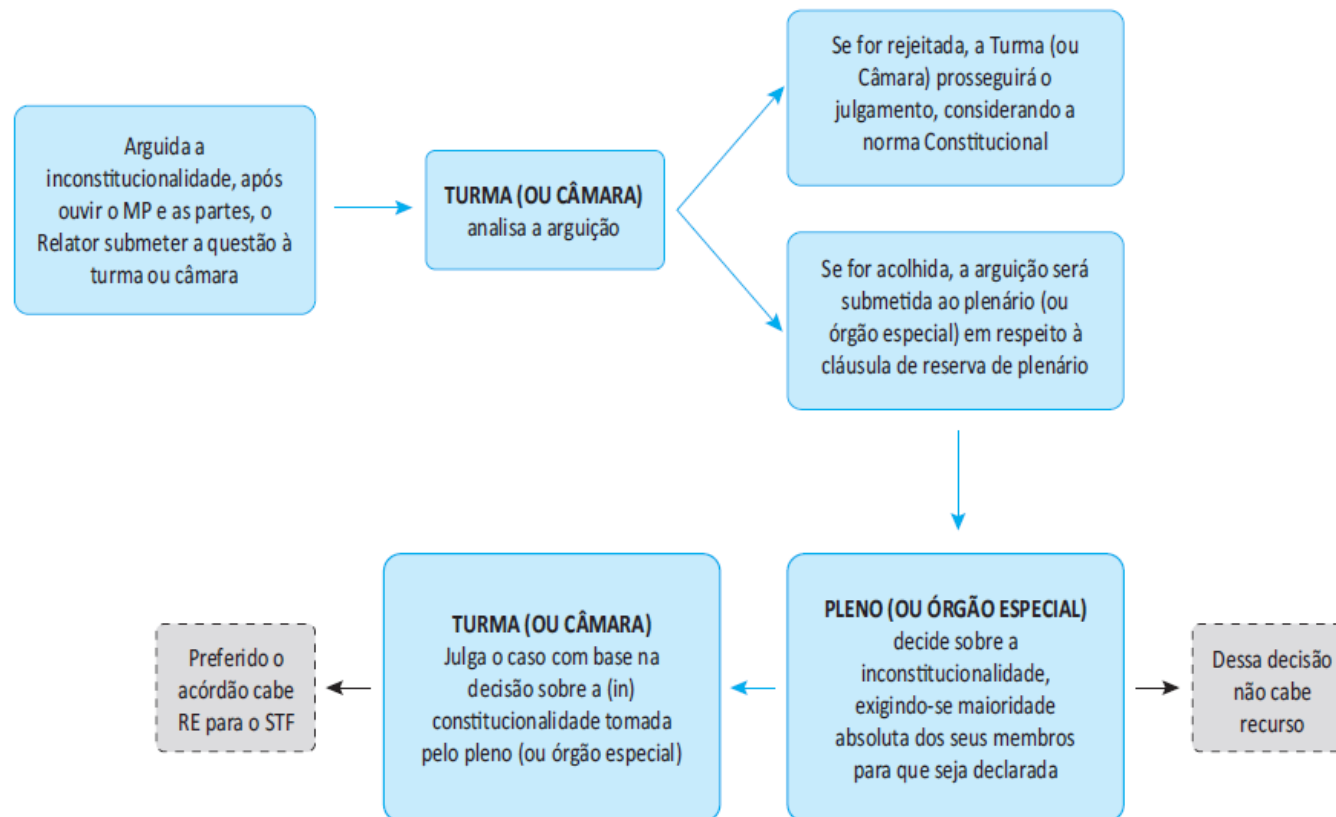 Arguida a
inconstitucionalidade, após
ouvir o MP e as partes, o
Relator submeter a questão à
turma ou câmara
TURMA (OU CÂMARA)
analisa a arguição
Se for rejeitada, a Turma (ou
Câmara) prosseguirá o
julgamento, considerando a
norma Constitucional
Se for acolhida, a arguição será
submetida ao plenário (ou
órgão especial) em respeito à
cláusula de reserva de plenário
PLENO (OU ÓRGÃO ESPECIAL)
decide sobre a
inconstitucionalidade,
exigindo-se maioridade
absoluta dos seus membros
para que seja declarada
Dessa decisão
não cabe
recurso
TURMA (OU CÂMARA)
Julga o caso com base na
decisão sobre a (in)
constitucionalidade tomada
pelo pleno (ou órgão especial)
Preferido o
acórdão cabe
RE para o STF